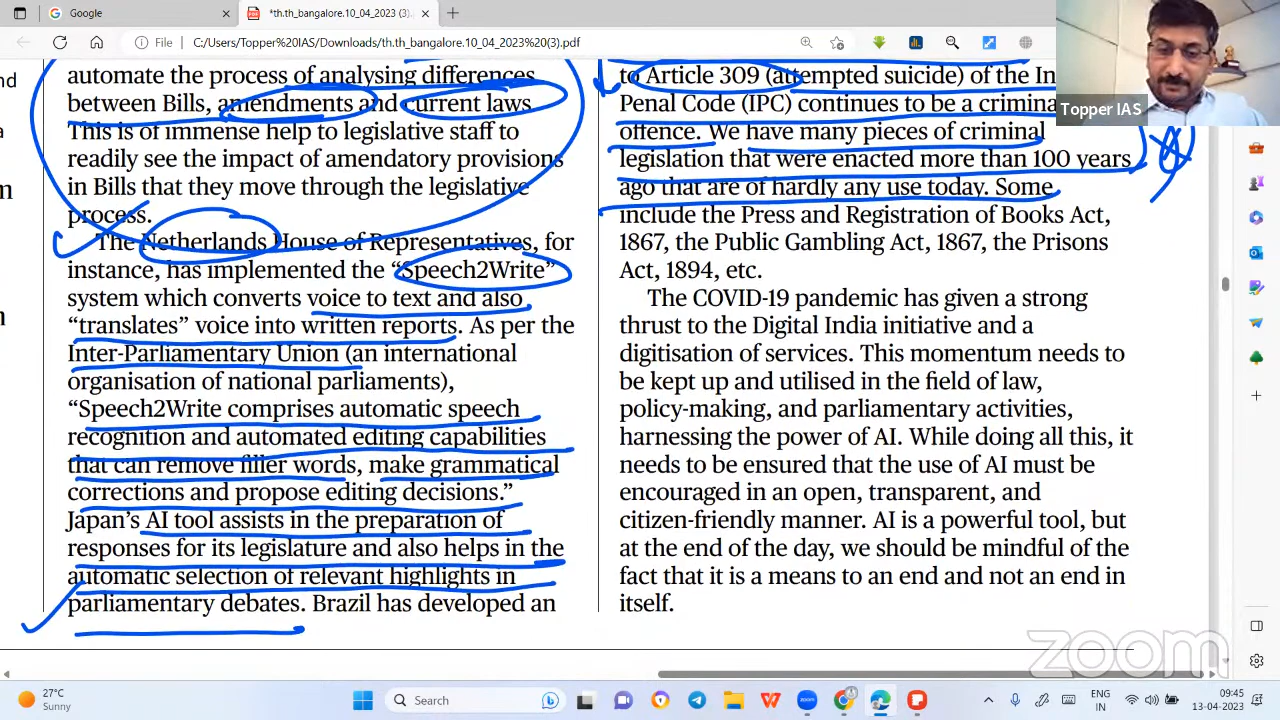 Google
*th.th_bangalore.10_04_2023 (3).
File
C:/Users/Topper%20IAS/Downloads/th.th_bangalore.10_04_2023%20(3).pdf
automate the process of analysing differences
between Bills, amendments and current laws.
This is of immense help to legislative staff to
readily see the impact of amendatory provisions
in Bills that they move through the legislative
process.
The Netherlands House of Representatives, for
instance, has implemented the “Speech2Write”
system which converts voice to text and also
“translates” voice into written reports. As per the
Inter-Parliamentary Union (an international
organisation of national parliaments),
“Speech2Write comprises automatic speech
recognition and automated editing capabilities
that can remove filler words, make grammatical
corrections and propose editing decisions.”
Japan’s AI tool assists in the preparation of
responses for its legislature and also helps in the
automatic selection of relevant highlights in
parliamentary debates. Brazil has developed an
to Article 309 (attempted suicide) of the In
Penal Code (IPC) continues to be a crimina
offence. We have many pieces of criminal
legislation that were enacted more than 100 years
ago that are of hardly any use today. Some
include the Press and Registration of Books Act,
1867, the Public Gambling Act, 1867, the Prisons
Act, 1894, etc.
The COVID-19 pandemic has given a strong
thrust to the Digital India initiative and a
digitisation of services. This momentum needs to
be kept up and utilised in the field of law,
policy-making, and parliamentary activities,
harnessing the power of AI. While doing all this, it
needs to be ensured that the use of AI must be
encouraged in an open, transparent, and
citizen-friendly manner. AI is a powerful tool, but
at the end of the day, we should be mindful of the
fact that it is a means to an end and not an end in
itself.
Topper IAS
zoom
27°C
Sunny
Search
ENG
IN
09:45
13-04-2023